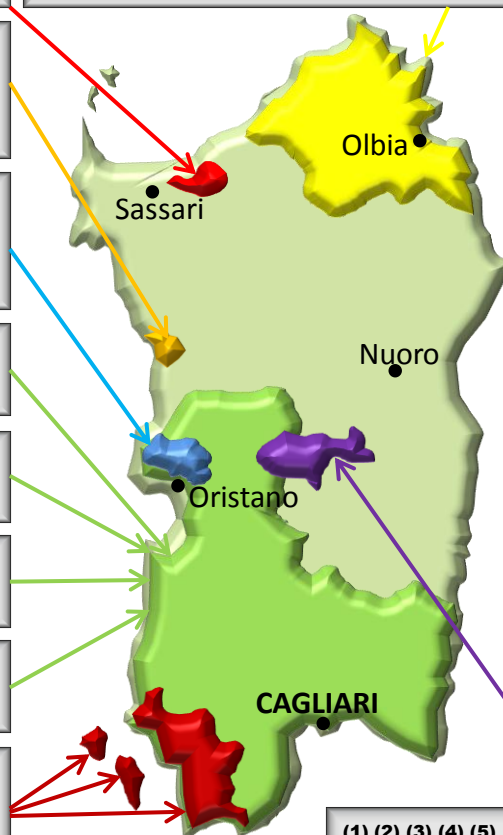 Olbia
Sassari
Nuoro
Oristano
CAGLIARI
(1) (2) (3) (4) (5)